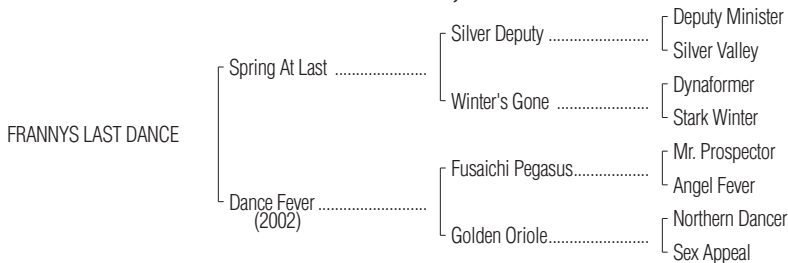 Deputy Minister
Silver Deputy ........................
Silver Valley
Spring At Last ......................
Dynaformer
Winter's Gone ......................
Stark Winter
FRANNYS LAST DANCE
Mr. Prospector
Fusaichi Pegasus..................
Angel Fever
Dance Fever ..........................
(2002)
Northern Dancer
Golden Oriole........................
Sex Appeal